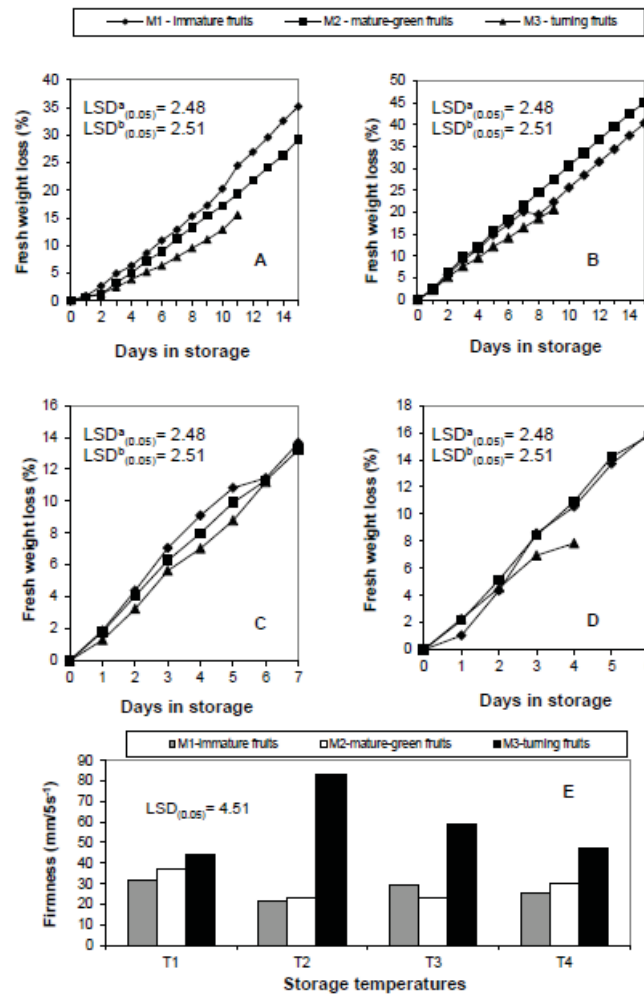 M1 - Immature fruits M2 - mature-green fruits M3 - turning fruits
40
35
30
25
20
15
10
5
0
Fresh weight loss (%)
LSDᵃ(0.05)= 2.48
LSDᵇ(0.05)= 2.51
A
0 2 4 6 8 10 12 14
Days in storage
50
45
40
35
30
25
20
15
10
5
0
Fresh weight loss (%)
LSDᵃ(0.05)= 2.48
LSDᵇ(0.05)= 2.51
B
0 2 4 6 8 10 12 14
Days in storage
16
14
12
10
8
6
4
2
0
Fresh weight loss (%)
LSDᵃ(0.05)= 2.48
LSDᵇ(0.05)= 2.51
C
0 1 2 3 4 5 6 7
Days in storage
18
16
14
12
10
8
6
4
2
0
Fresh weight loss (%)
LSDᵃ(0.05)= 2.48
LSDᵇ(0.05)= 2.51
D
0 1 2 3 4 5
Days in storage
M1-Immature fruits M2-mature-green fruits M3-turning fruits
90
80
70
60
50
40
30
20
10
0
Firmness (mm/5s⁻¹)
LSD(0.05)= 4.51
E
T1 T2 T3 T4
Storage temperatures